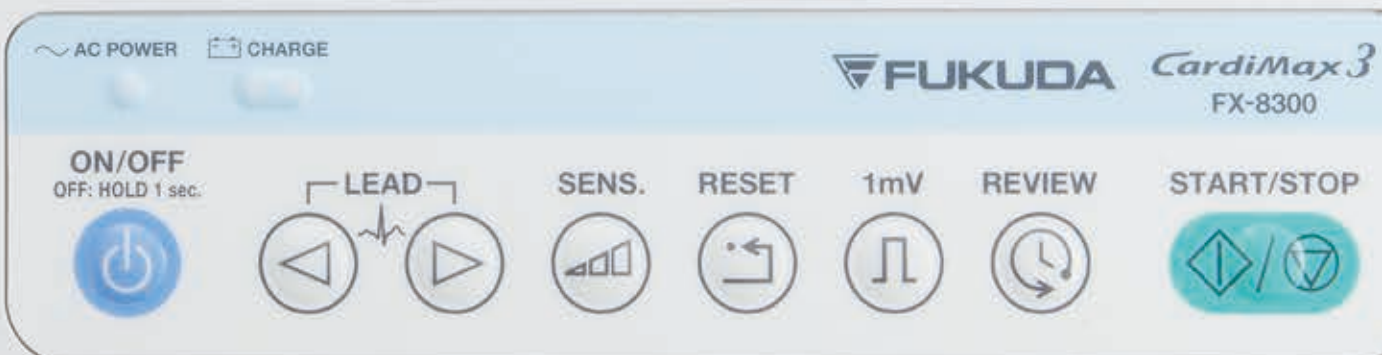 AC POWER
CHARGE
FUKUDA
CardiMax 3
FX-8300
ON/OFF
OFF: HOLD 1 sec.
LEAD
SENS.
RESET
1mV
REVIEW
START/STOP